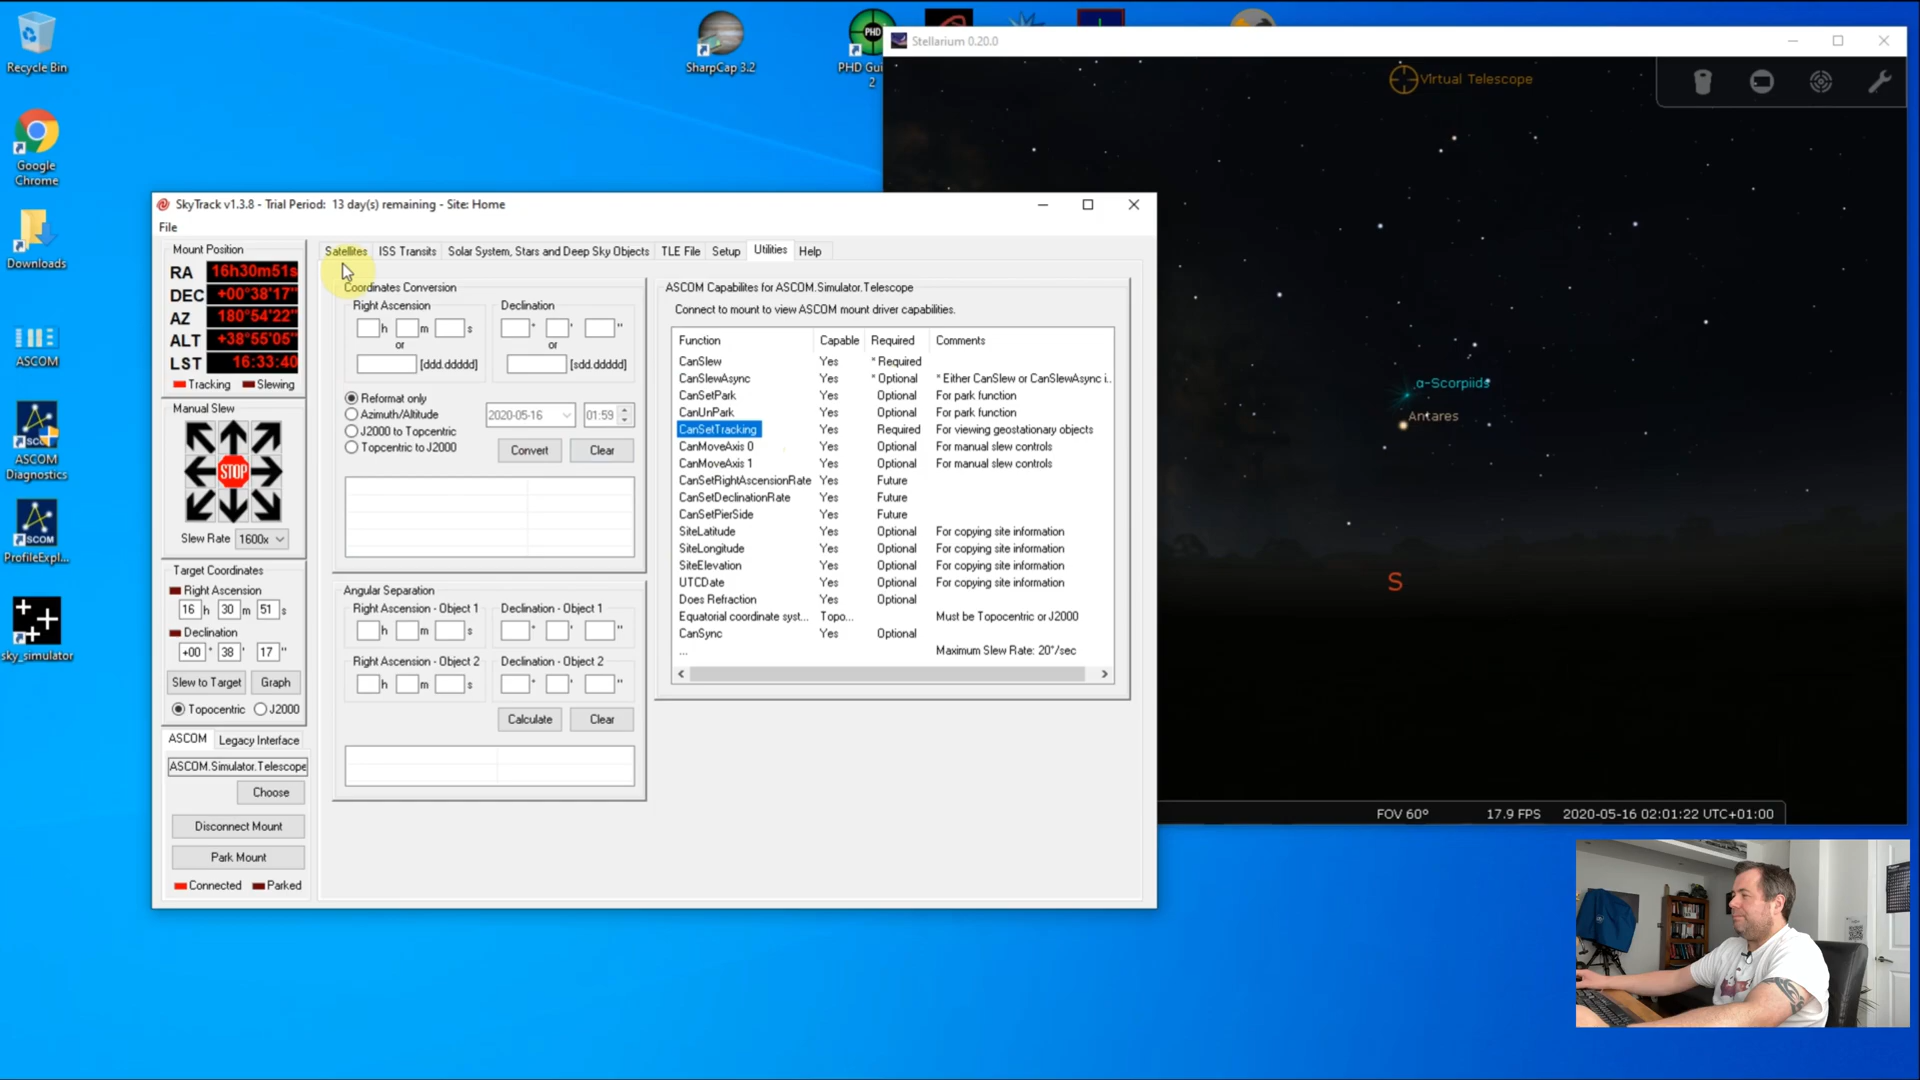 Recycle Bin
Google
Chrome
Downloads
ASCOM
ASCOM
Diagnostics
ProfileExpl...
sky_simulator
SharpCap 3.2
PHD Gui
2
Stellarium 0.20.0
Virtual Telescope
α-Scorpiids
Antares
S
FOV 60° 17.9 FPS 2020-05-16 02:01:22 UTC+01:00
SkyTrack v1.3.8 - Trial Period: 13 day(s) remaining - Site: Home
File
Mount Position
RA 16h30m51s
DEC +00°38'17"
AZ 180°54'22"
ALT +38°55'05"
LST 16:33:40
Tracking Slewing
Manual Slew
STOP
Slew Rate 1600x
Target Coordinates
Right Ascension
16 h 30 m 51 s
Declination
+00 ° 38 ' 17 "
Slew to Target Graph
Topocentric J2000
ASCOM Legacy Interface
ASCOM.Simulator.Telescope
Choose
Disconnect Mount
Park Mount
Connected Parked
Satellites ISS Transits Solar System, Stars and Deep Sky Objects TLE File Setup Utilities Help
Coordinates Conversion
Right Ascension Declination
h m s ° ' "
or or
[ddd.ddddd] [sdd.ddddd]
Reformat only
Azimuth/Altitude 2020-05-16 01:59
J2000 to Topcentric
Topcentric to J2000
Convert Clear
Angular Separation
Right Ascension - Object 1 Declination - Object 1
h m s ° ' "
Right Ascension - Object 2 Declination - Object 2
h m s ° ' "
Calculate Clear
ASCOM Capabilites for ASCOM.Simulator.Telescope
Connect to mount to view ASCOM mount driver capabilities.
Function Capable Required Comments
CanSlew Yes * Required
CanSlewAsync Yes * Optional * Either CanSlew or CanSlewAsync i..
CanSetPark Yes Optional For park function
CanUnPark Yes Optional For park function
CanSetTracking Yes Required For viewing geostationary objects
CanMoveAxis 0 Yes Optional For manual slew controls
CanMoveAxis 1 Yes Optional For manual slew controls
CanSetRightAscensionRate Yes Future
CanSetDeclinationRate Yes Future
CanSetPierSide Yes Future
SiteLatitude Yes Optional For copying site information
SiteLongitude Yes Optional For copying site information
SiteElevation Yes Optional For copying site information
UTCDate Yes Optional For copying site information
Does Refraction Yes Optional
Equatorial coordinate syst... Topo... Must be Topocentric or J2000
CanSync Yes Optional
... Maximum Slew Rate: 20°/sec